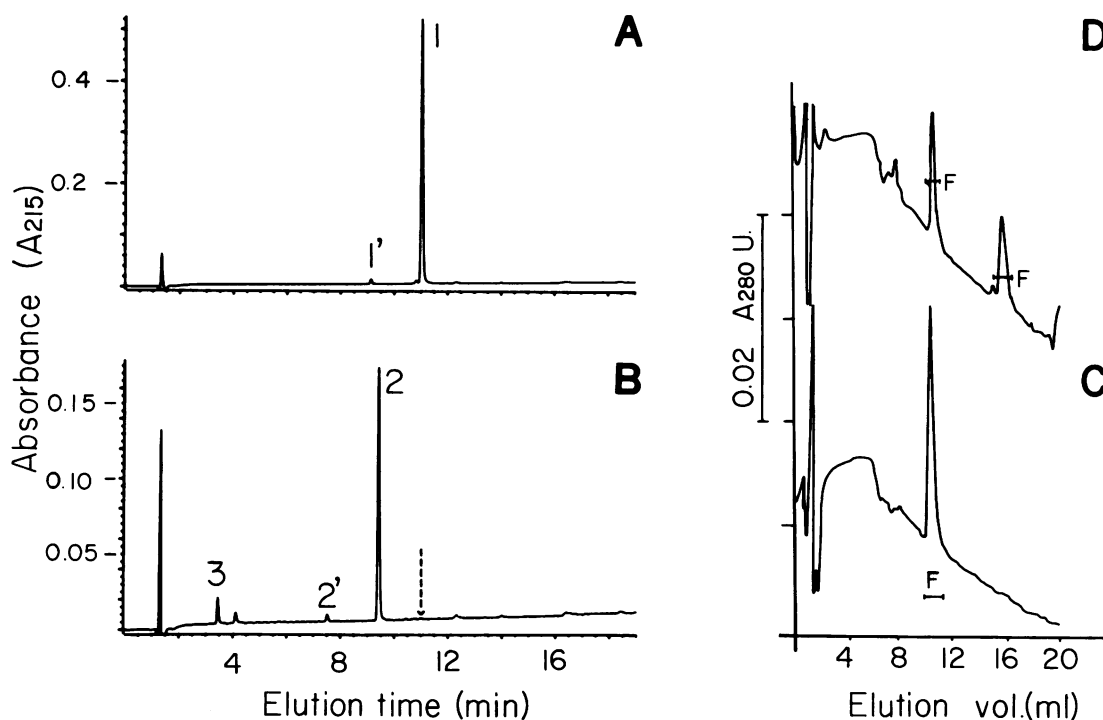 A
1
0.4
0.2
1'
Absorbance (A215)
B
2
0.15
0.10
0.05
3
2'
4 8 12 16
Elution time (min)
D
F
F
0.02 A280 U.
C
F
4 8 12 16 20
Elution vol.(ml)